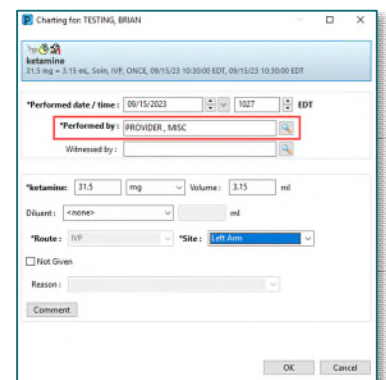 P Charting for: TESTING, BRIAN
ketamine
31.5 mg = 3.15 mL, Soln, IVP, ONCE, 09/15/23 10:30:00 EDT, 09/15/23 10:30:00 EDT
*Performed date / time : 09/15/2023 1027 EDT
*Performed by : PROVIDER , MISC
Witnessed by :
*ketamine: 31.5 mg Volume : 3.15 ml
Diluent : <none> ml
*Route : IVP *Site : Left Arm
Not Given
Reason :
Comment
OK Cancel